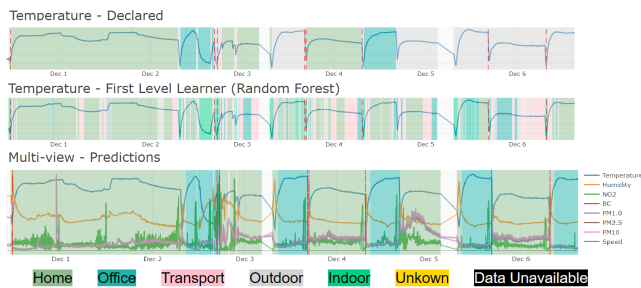 Temperature - Declared
Dec 1 Dec 2 Dec 3 Dec 4 Dec 5 Dec 6
Temperature - First Level Learner (Random Forest)
Dec 1 Dec 2 Dec 3 Dec 4 Dec 5 Dec 6
Multi-view - Predictions
Temperature
Humidity
NO2
BC
PM1.0
PM2.5
PM10
Speed
Dec 1 Dec 2 Dec 3 Dec 4 Dec 5 Dec 6
Home Office Transport Outdoor Indoor Unkown Data Unavailable